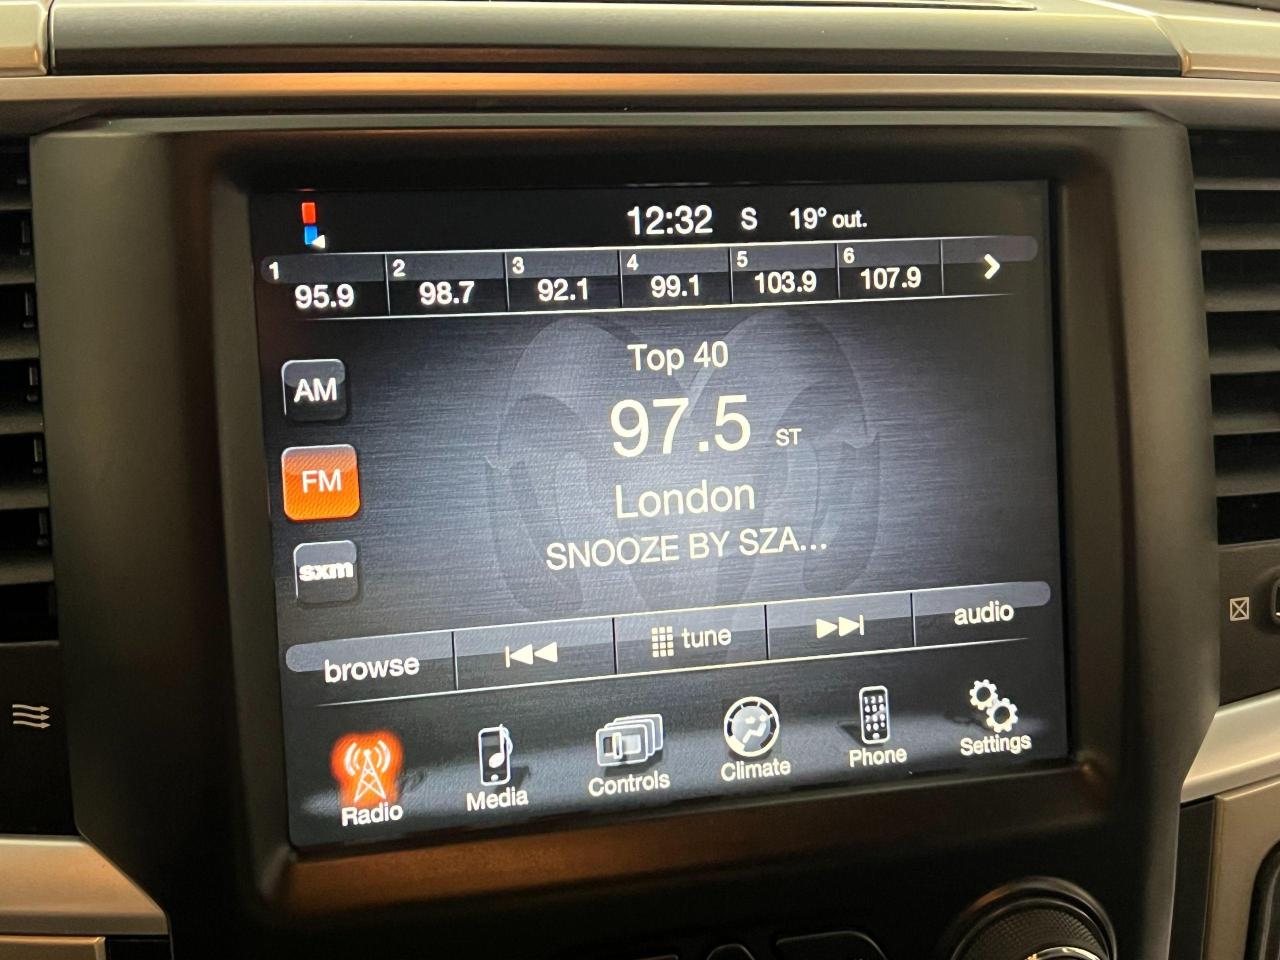 12:32 S 19° out.
1 2 3 4 5 6
95.9 98.7 92.1 99.1 103.9 107.9
Top 40
AM
97.5 ST
FM
London
SNOOZE BY SZA...
sxm
browse tune audio
Radio Media Controls Climate Phone Settings